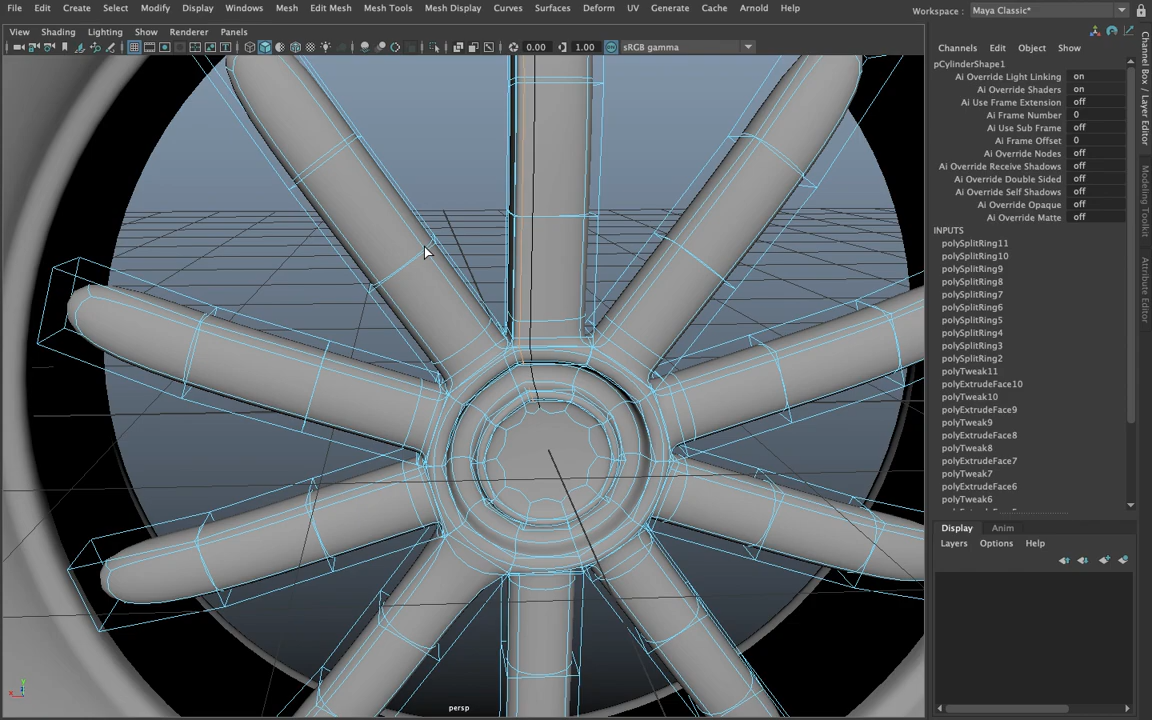 File Edit Create Select Modify Display Windows Mesh Edit Mesh Mesh Tools Mesh Display Curves Surfaces Deform UV Generate Cache Arnold Help
Workspace : Maya Classic*
View Shading Lighting Show Renderer Panels
0.00 1.00 sRGB gamma
Channels Edit Object Show
pCylinderShape1
Ai Override Light Linking on
Ai Override Shaders on
Ai Use Frame Extension off
Ai Frame Number 0
Ai Use Sub Frame off
Ai Frame Offset 0
Ai Override Nodes off
Ai Override Receive Shadows off
Ai Override Double Sided off
Ai Override Self Shadows off
Ai Override Opaque off
Ai Override Matte off
INPUTS
polySplitRing11
polySplitRing10
polySplitRing9
polySplitRing8
polySplitRing7
polySplitRing6
polySplitRing5
polySplitRing4
polySplitRing3
polySplitRing2
polyTweak11
polyExtrudeFace10
polyTweak10
polyExtrudeFace9
polyTweak9
polyExtrudeFace8
polyTweak8
polyExtrudeFace7
polyTweak7
polyExtrudeFace6
polyTweak6
Display Anim
Layers Options Help
Channel Box / Layer Editor
Modeling Toolkit
Attribute Editor
persp